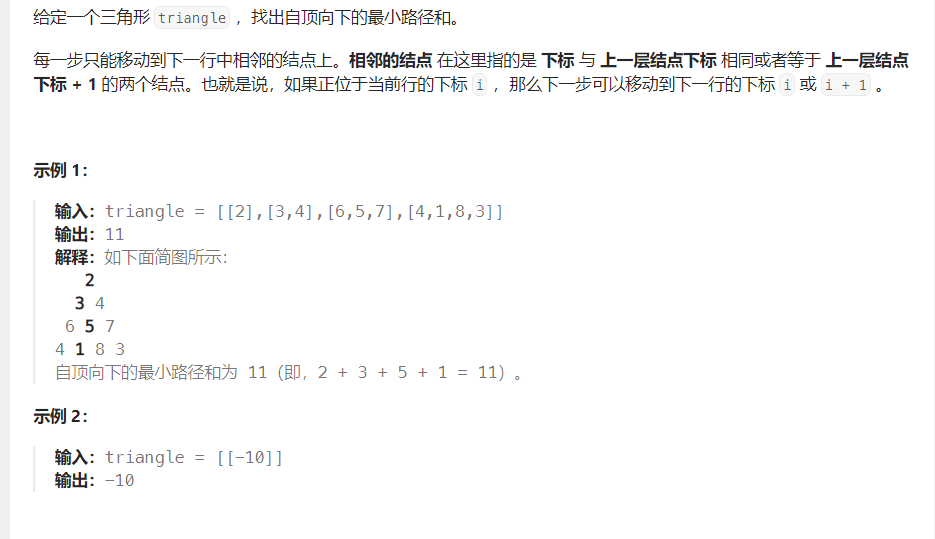 给定一个三角形 triangle ，找出自顶向下的最小路径和。
每一步只能移动到下一行中相邻的结点上。相邻的结点 在这里指的是 下标 与 上一层结点下标 相同或者等于 上一层结点
下标 + 1 的两个结点。也就是说，如果正位于当前行的下标 i ，那么下一步可以移动到下一行的下标 i 或 i + 1 。
示例 1：
输入：triangle = [[2],[3,4],[6,5,7],[4,1,8,3]]
输出：11
解释：如下面简图所示：
2
3 4
6 5 7
4 1 8 3
自顶向下的最小路径和为 11（即，2 + 3 + 5 + 1 = 11）。
示例 2：
输入：triangle = [[-10]]
输出：-10